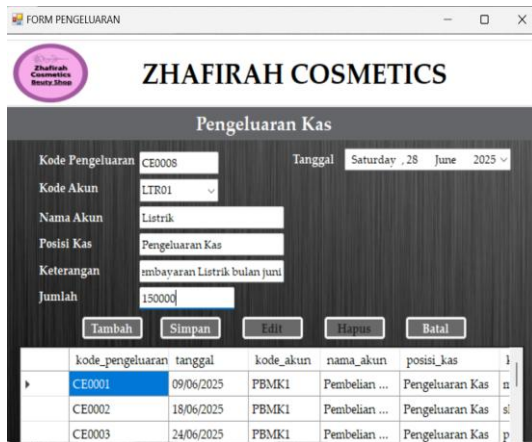 FORM PENGELUARAN
Zhafirah
Cosmetics
Beuty Shop
ZHAFIRAH COSMETICS
Pengeluaran Kas
Kode Pengeluaran CE0008 Tanggal Saturday , 28 June 2025
Kode Akun LTR01
Nama Akun Listrik
Posisi Kas Pengeluaran Kas
Keterangan embayaran Listrik bulan juni
Jumlah 150000
Tambah Simpan Edit Hapus Batal
kode_pengeluaran tanggal kode_akun nama_akun posisi_kas
CE0001 09/06/2025 PBMK1 Pembelian ... Pengeluaran Kas
CE0002 18/06/2025 PBMK1 Pembelian ... Pengeluaran Kas
CE0003 24/06/2025 PBMK1 Pembelian ... Pengeluaran Kas